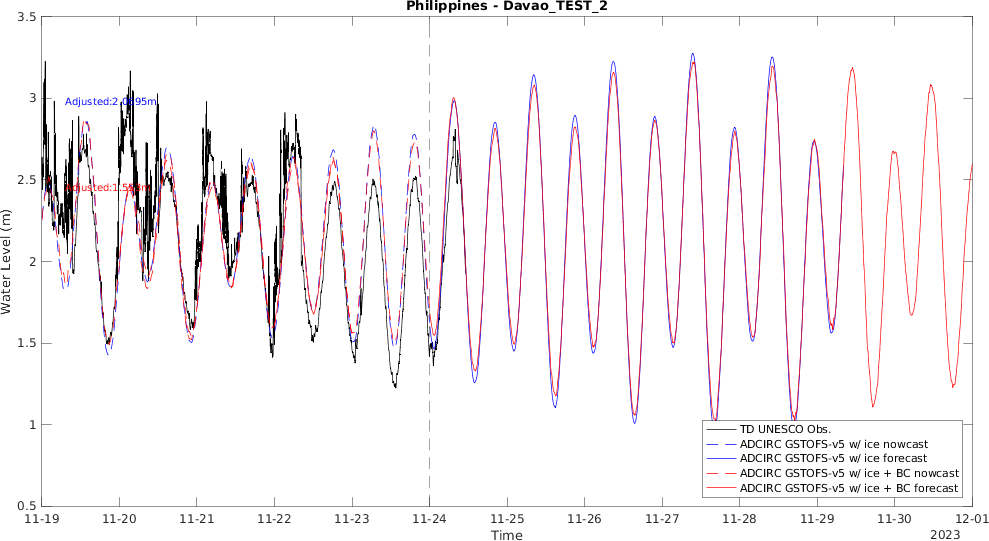 Philippines - Davao_TEST_2
3.5
3
2.5
2
1.5
1
0.5
Water Level (m)
Adjusted:
Adjusted:
TD UNESCO Obs.
ADCIRC GSTOFS-v5 w/ ice nowcast
ADCIRC GSTOFS-v5 w/ ice forecast
ADCIRC GSTOFS-v5 w/ ice + BC nowcast
ADCIRC GSTOFS-v5 w/ ice + BC forecast
11-19 11-20 11-21 11-22 11-23 11-24 11-25 11-26 11-27 11-28 11-29 11-30 12-01
Time
2023